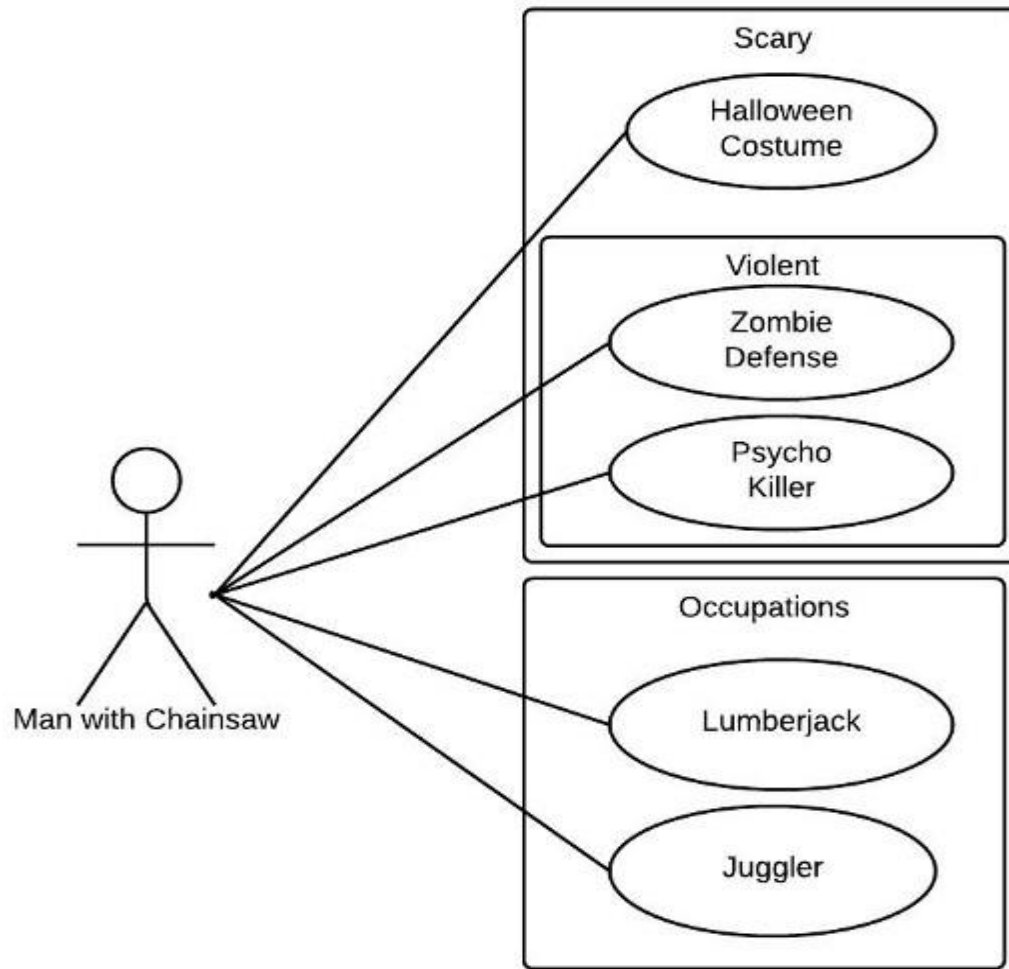 Scary
Halloween
Costume
Violent
Zombie
Defense
Psycho
Killer
Man with Chainsaw
Occupations
Lumberjack
Juggler